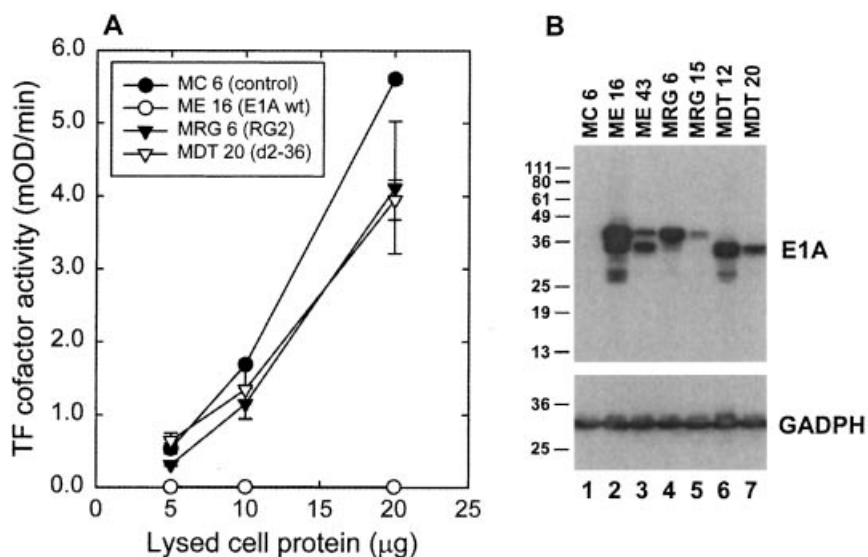 A
TF cofactor activity (mOD/min)
6.0
5.0
4.0
3.0
2.0
1.0
0.0
MC 6 (control)
ME 16 (E1A wt)
MRG 6 (RG2)
MDT 20 (d2-36)
0 5 10 15 20 25
Lysed cell protein (µg)
B
MC 6
ME 16
ME 43
MRG 6
MRG 15
MDT 12
MDT 20
111
80
61
49
36
25
19
13
E1A
36
25
GADPH
1 2 3 4 5 6 7